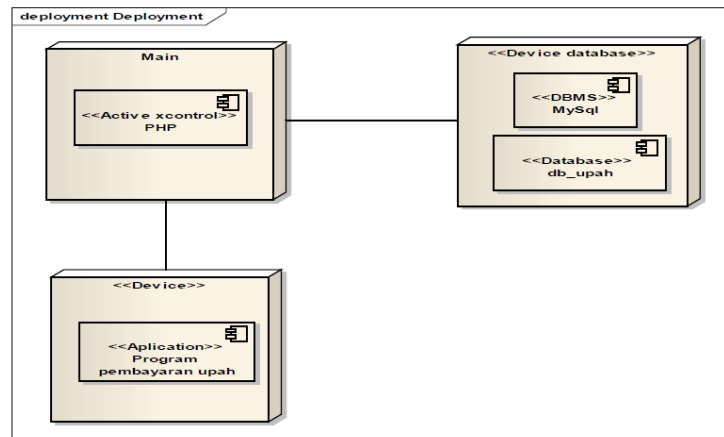 deployment Deployment
Main
<<Active xcontrol>>
PHP
<<Device database>>
<<DBMS>>
MySql
<<Database>>
db_upah
<<Device>>
<<Aplication>>
Program
pembayaran upah